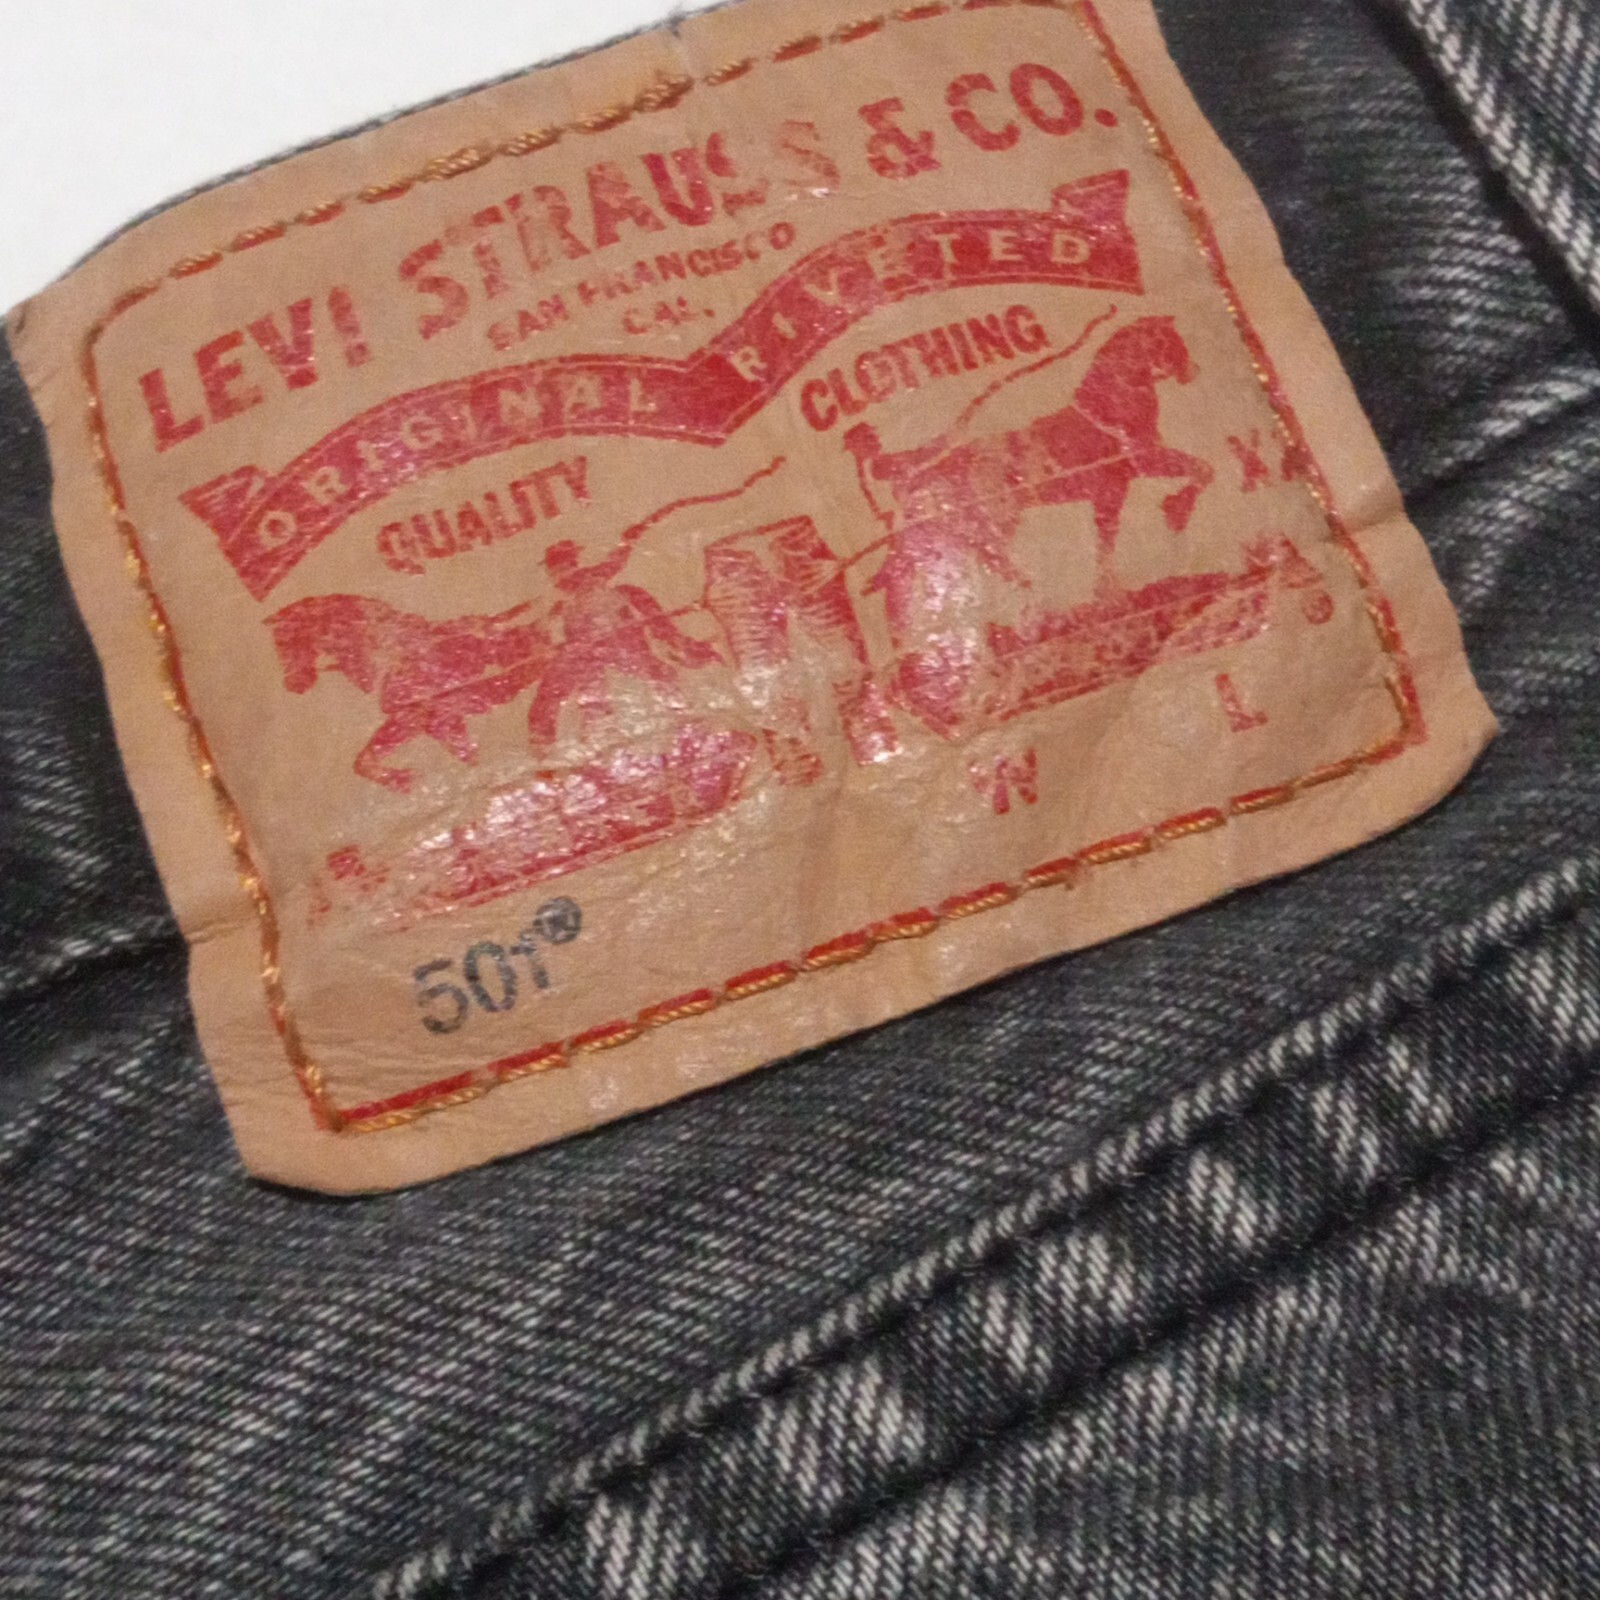 LEVI STRAUSS & CO.
SAN FRANCISCO
CAL.
ORIGINAL RIVETED
QUALITY CLOTHING
W L
501®